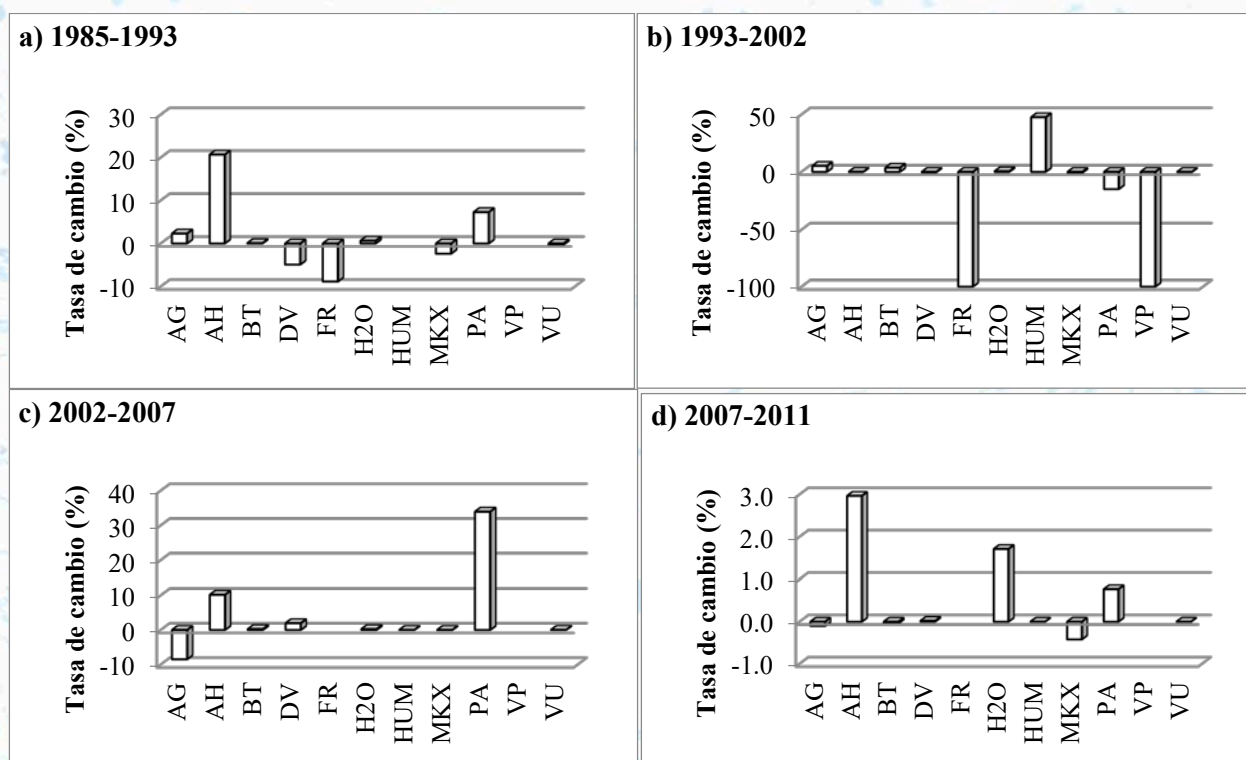 a) 1985-1993
Tasa de cambio (%)
30
20
10
0
-10
AG AH BT DV FR H2O HUM MKX PA VP VU
b) 1993-2002
Tasa de cambio (%)
50
0
-50
-100
AG AH BT DV FR H2O HUM MKX PA VP VU
c) 2002-2007
Tasa de cambio (%)
40
30
20
10
0
-10
AG AH BT DV FR H2O HUM MKX PA VP VU
d) 2007-2011
Tasa de cambio (%)
3.0
2.0
1.0
0.0
-1.0
AG AH BT DV FR H2O HUM MKX PA VP VU